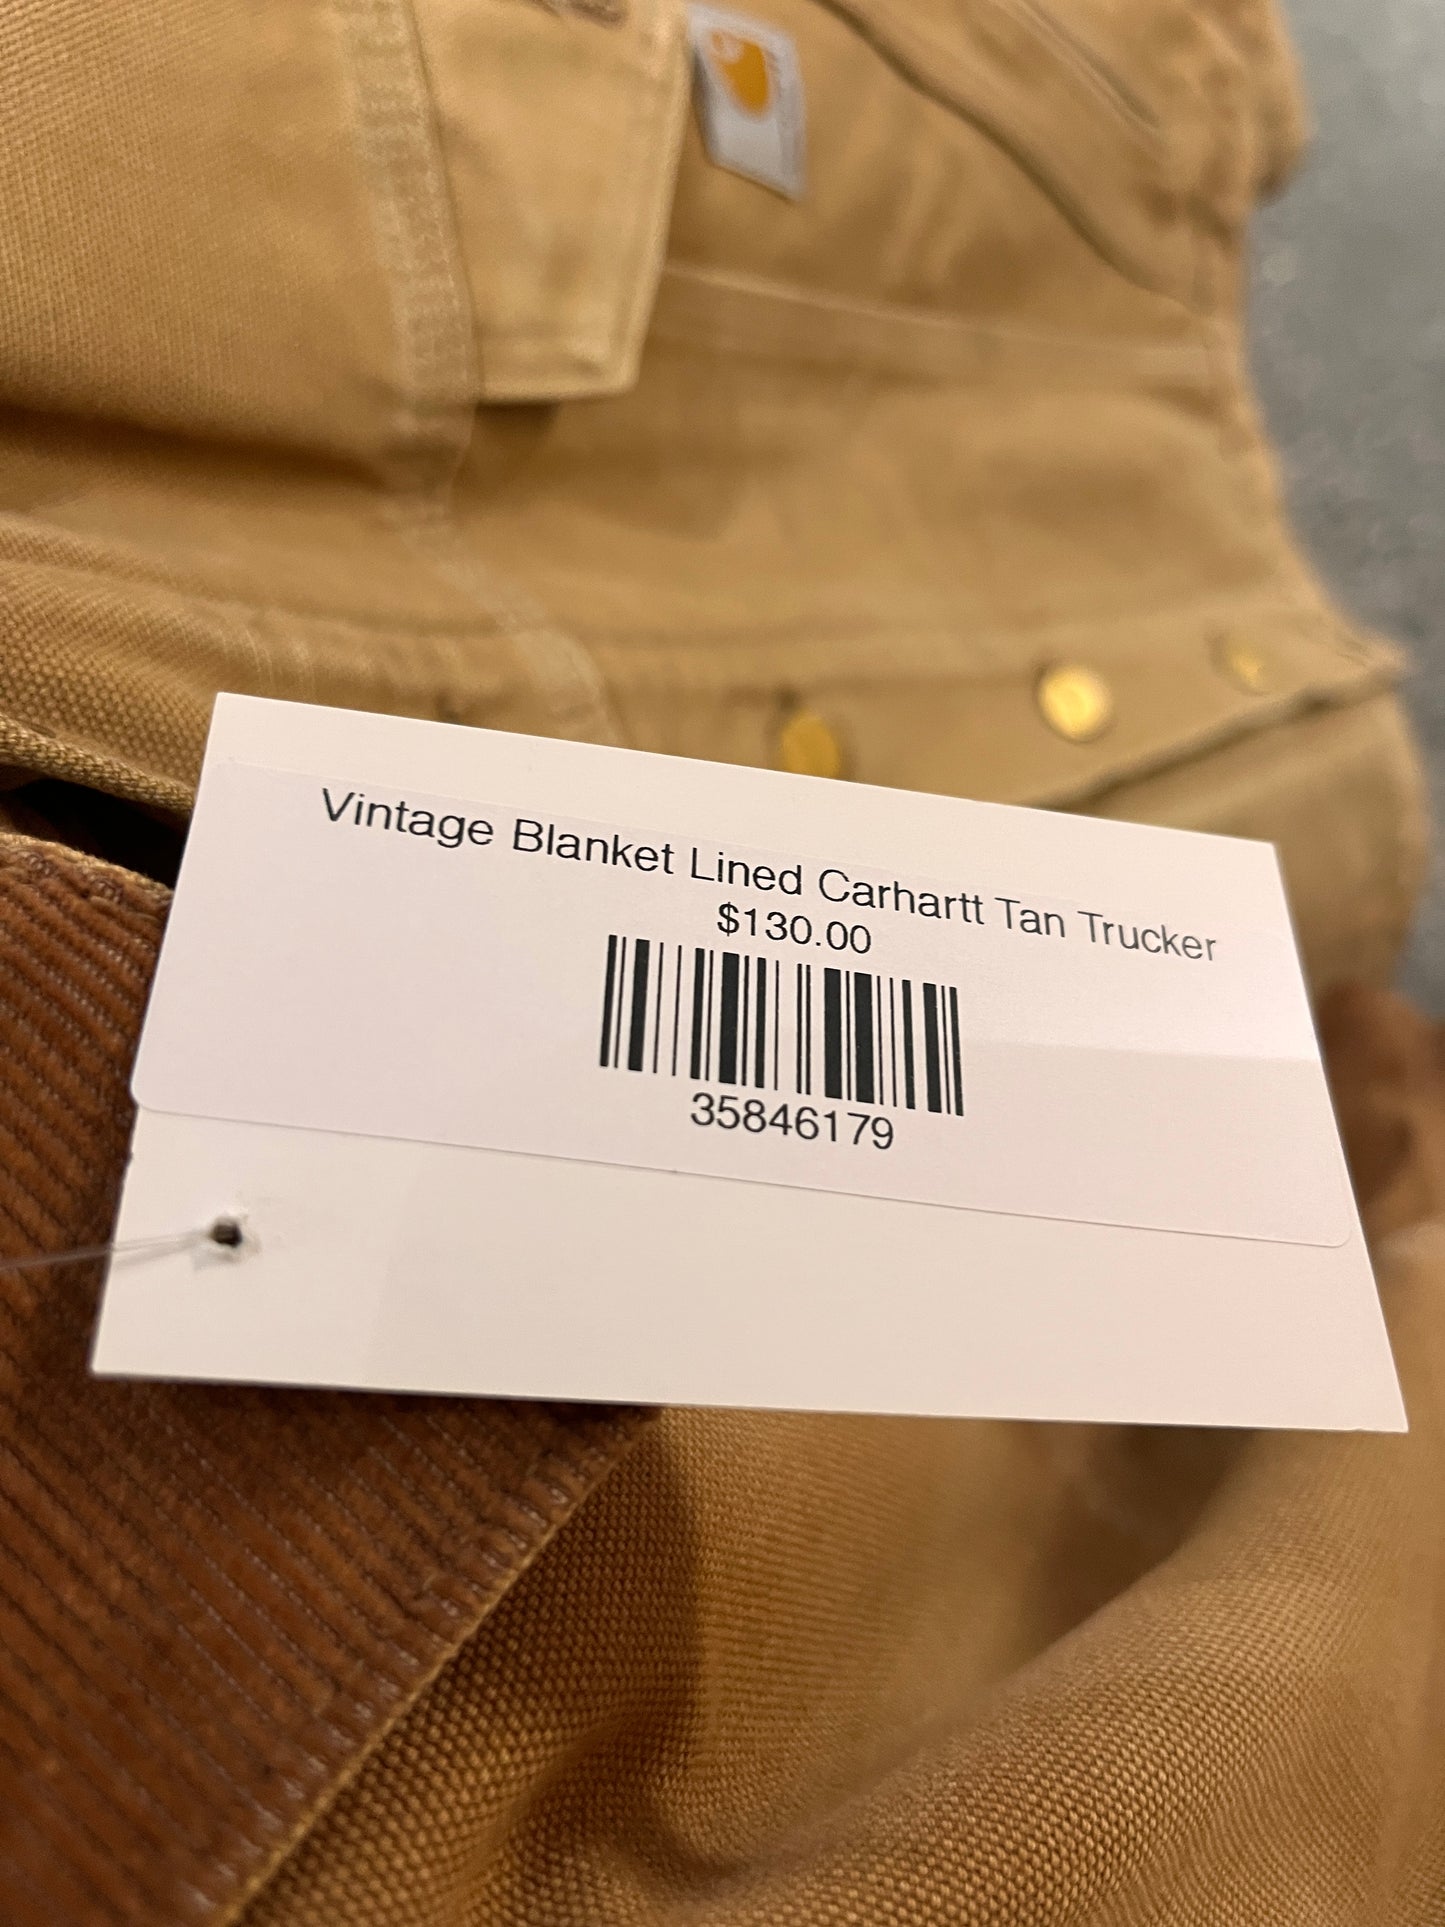 Vintage Blanket Lined Carhartt Tan Trucker
$130.00
35846179